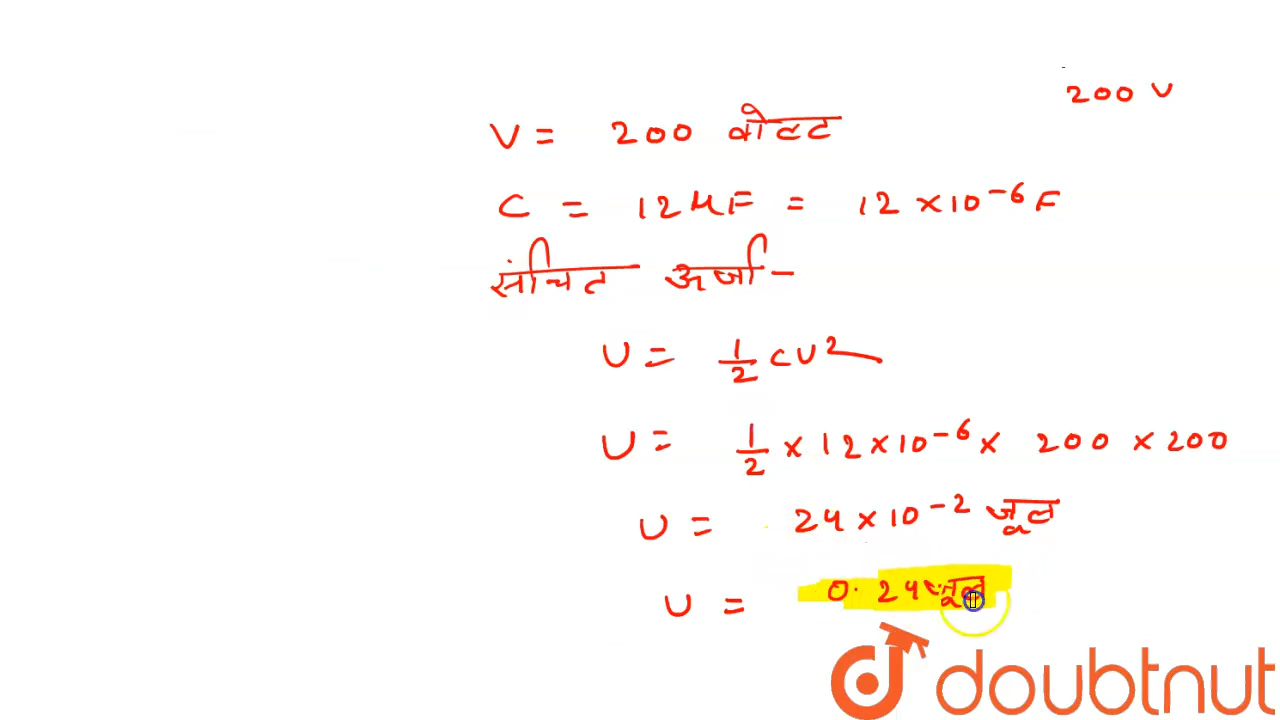 200 V
V = 200 वोल्ट
C = 12 μF = 12 × 10⁻⁶ F
संचित ऊर्जा –
U = 1/2 CV²
U = 1/2 × 12 × 10⁻⁶ × 200 × 200
U = 24 × 10⁻² जूल
U = 0.24 जूल
doubtnut